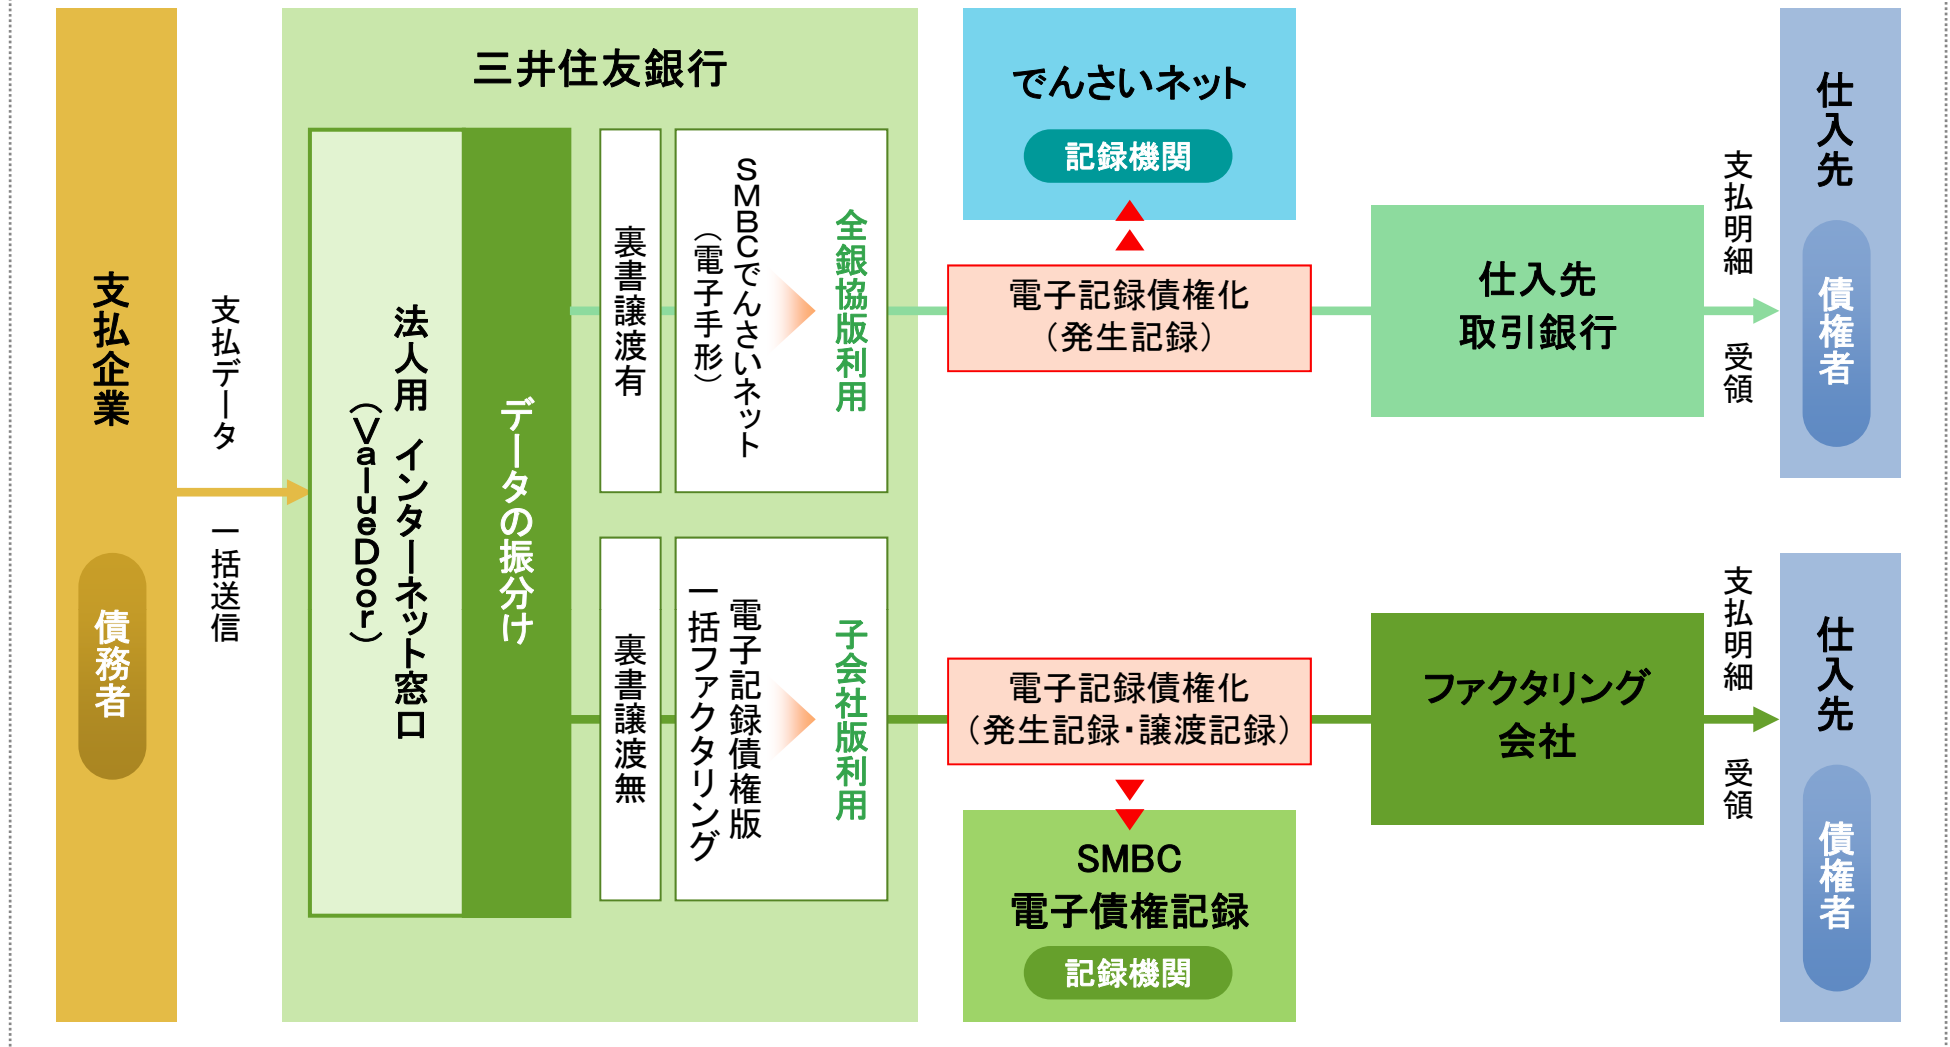 支払企業
債務者
支払データ
一括送信
三井住友銀行
法人用 インターネット窓口
（ValueDoor）
データの振分け
裏書譲渡有
SMBCでんさいネット
（電子手形）
全銀協版利用
裏書譲渡無
電子記録債権版
一括ファクタリング
子会社版利用
でんさいネット
記録機関
電子記録債権化
（発生記録）
電子記録債権化
（発生記録・譲渡記録）
SMBC
電子債権記録
記録機関
仕入先
取引銀行
ファクタリング
会社
支払明細
受領
仕入先
債権者
支払明細
受領
仕入先
債権者